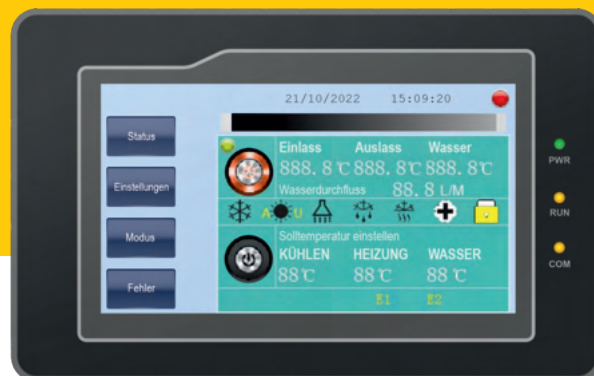 21/10/2022 15:09:20
Status
Einlass Auslass Wasser
888.8℃ 888.8℃ 888.8℃
Einstellungen
Wasserdurchfluss 88.8 L/M
A U
Modus
Solltemperatur einstellen
KÜHLEN HEIZUNG WASSER
88℃ 88℃ 88℃
Fehler
E1 E2
PWR
RUN
COM